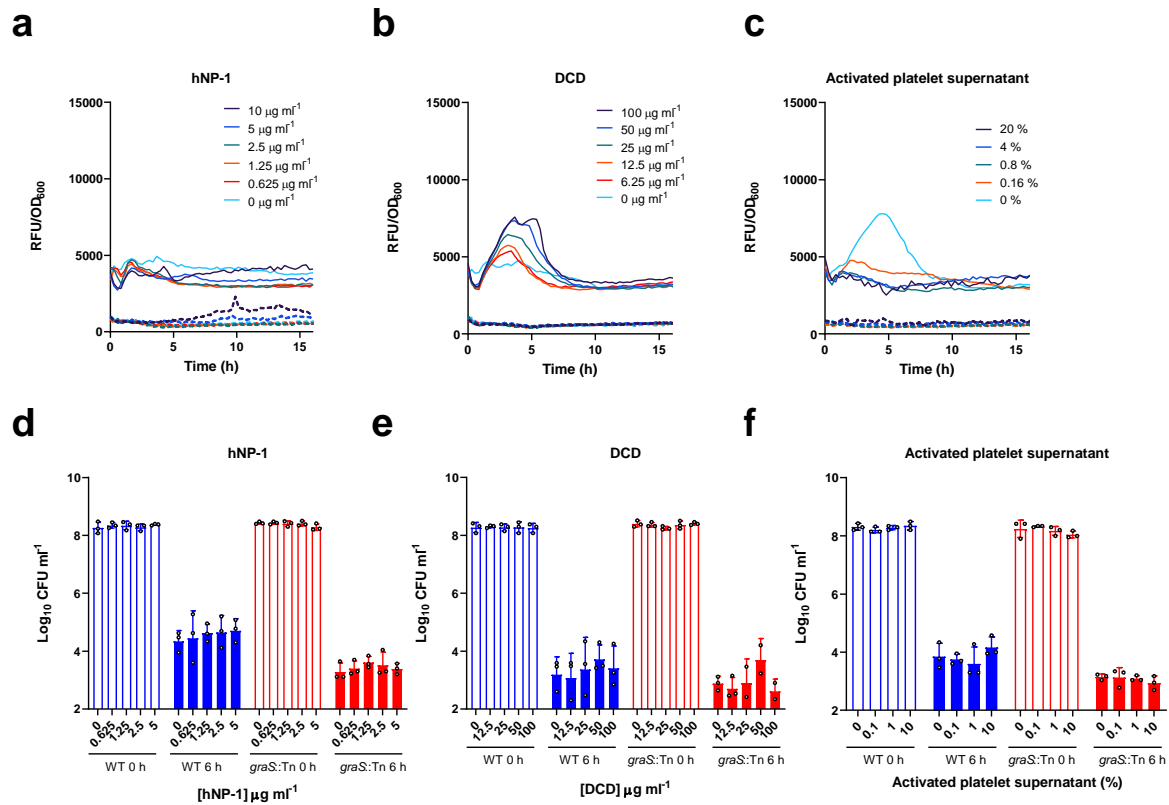 a
hNP-1
15000
10000
5000
0
RFU/OD600
0 5 10 15
Time (h)
10 μg ml-1
5 μg ml-1
2.5 μg ml-1
1.25 μg ml-1
0.625 μg ml-1
0 μg ml-1
b
DCD
15000
10000
5000
0
RFU/OD600
0 5 10 15
Time (h)
100 μg ml-1
50 μg ml-1
25 μg ml-1
12.5 μg ml-1
6.25 μg ml-1
0 μg ml-1
c
Activated platelet supernatant
15000
10000
5000
0
RFU/OD600
0 5 10 15
Time (h)
20 %
4 %
0.8 %
0.16 %
0 %
d
hNP-1
10
8
6
4
2
Log10 CFU ml-1
0 0.625 1.25 2.5 5 0 0.625 1.25 2.5 5 0 0.625 1.25 2.5 5 0 0.625 1.25 2.5 5
WT 0 h WT 6 h graS::Tn 0 h graS::Tn 6 h
[hNP-1] μg ml-1
e
DCD
10
8
6
4
2
Log10 CFU ml-1
0 12.5 25 50 100 0 12.5 25 50 100 0 12.5 25 50 100 0 12.5 25 50 100
WT 0 h WT 6 h graS::Tn 0 h graS::Tn 6 h
[DCD] μg ml-1
f
Activated platelet supernatant
10
8
6
4
2
Log10 CFU ml-1
0 0.1 1 10 0 0.1 1 10 0 0.1 1 10 0 0.1 1 10
WT 0 h WT 6 h graS::Tn 0 h graS::Tn 6 h
Activated platelet supernatant (%)